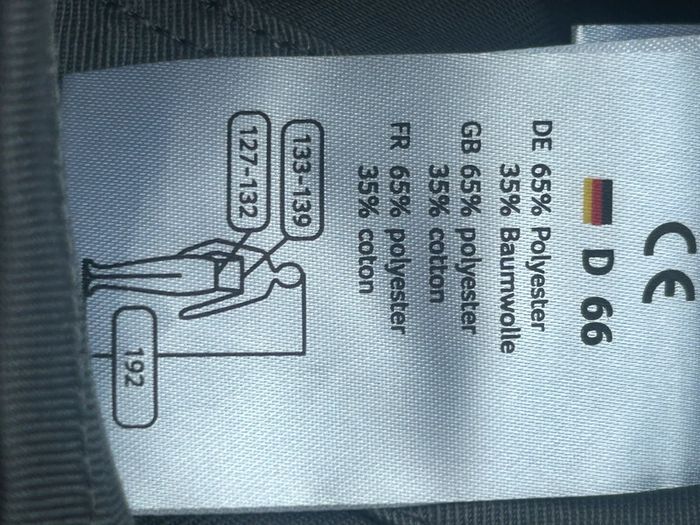 CE
D 66
DE 65% Polyester
35% Baumwolle
GB 65% polyester
35% cotton
FR 65% polyester
35% coton
133-139
127-132
192